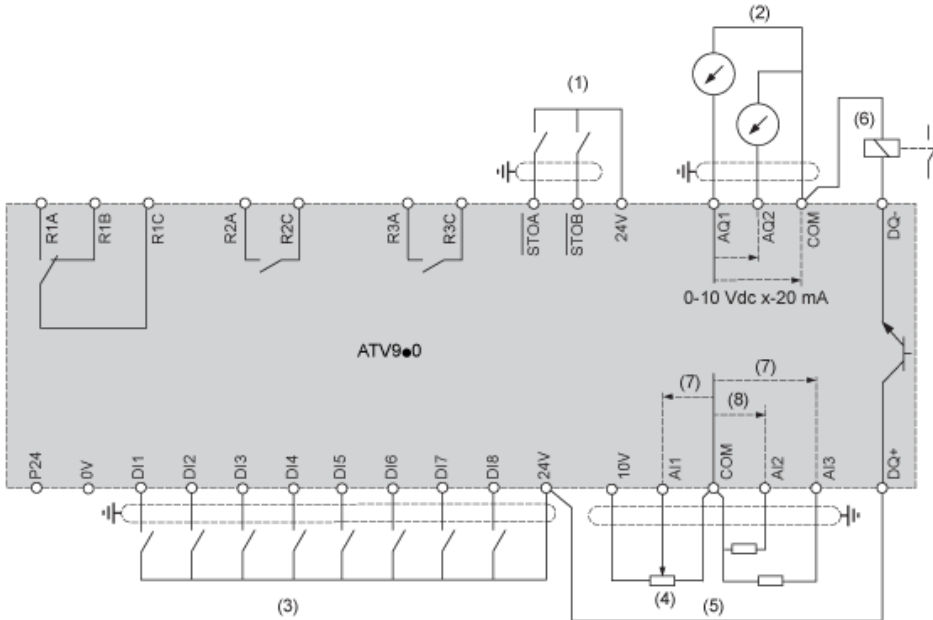 (2)
(1)
(6)
R1A
R1B
R1C
R2A
R2C
R3A
R3C
STOA
STOB
24V
AQ1
AQ2
COM
DQ-
0-10 Vdc x-20 mA
ATV9●0
(7)
(7)
(8)
P24
0V
DI1
DI2
DI3
DI4
DI5
DI6
DI7
DI8
24V
10V
AI1
COM
AI2
AI3
DQ+
(3)
(4)
(5)